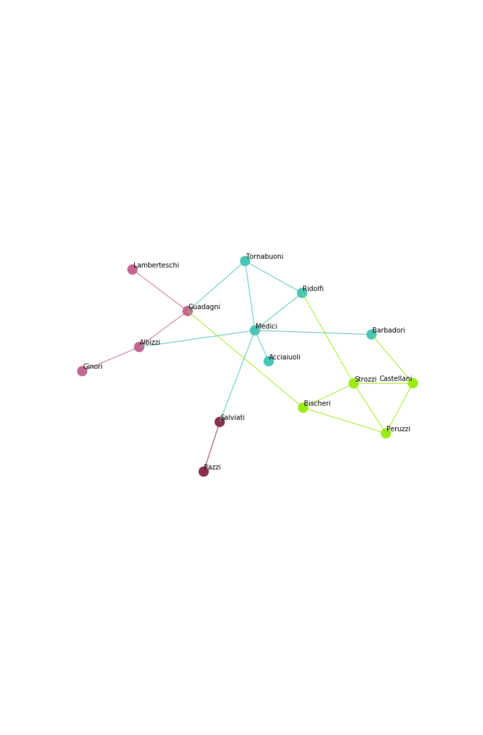 Tornabuoni
Lamberteschi
Ridolfi
Guadagni
Medici
Barbadori
Albizzi
Acciaiuoli
Ginori
Strozzi
Castellani
Bischeri
Salviati
Peruzzi
Pazzi